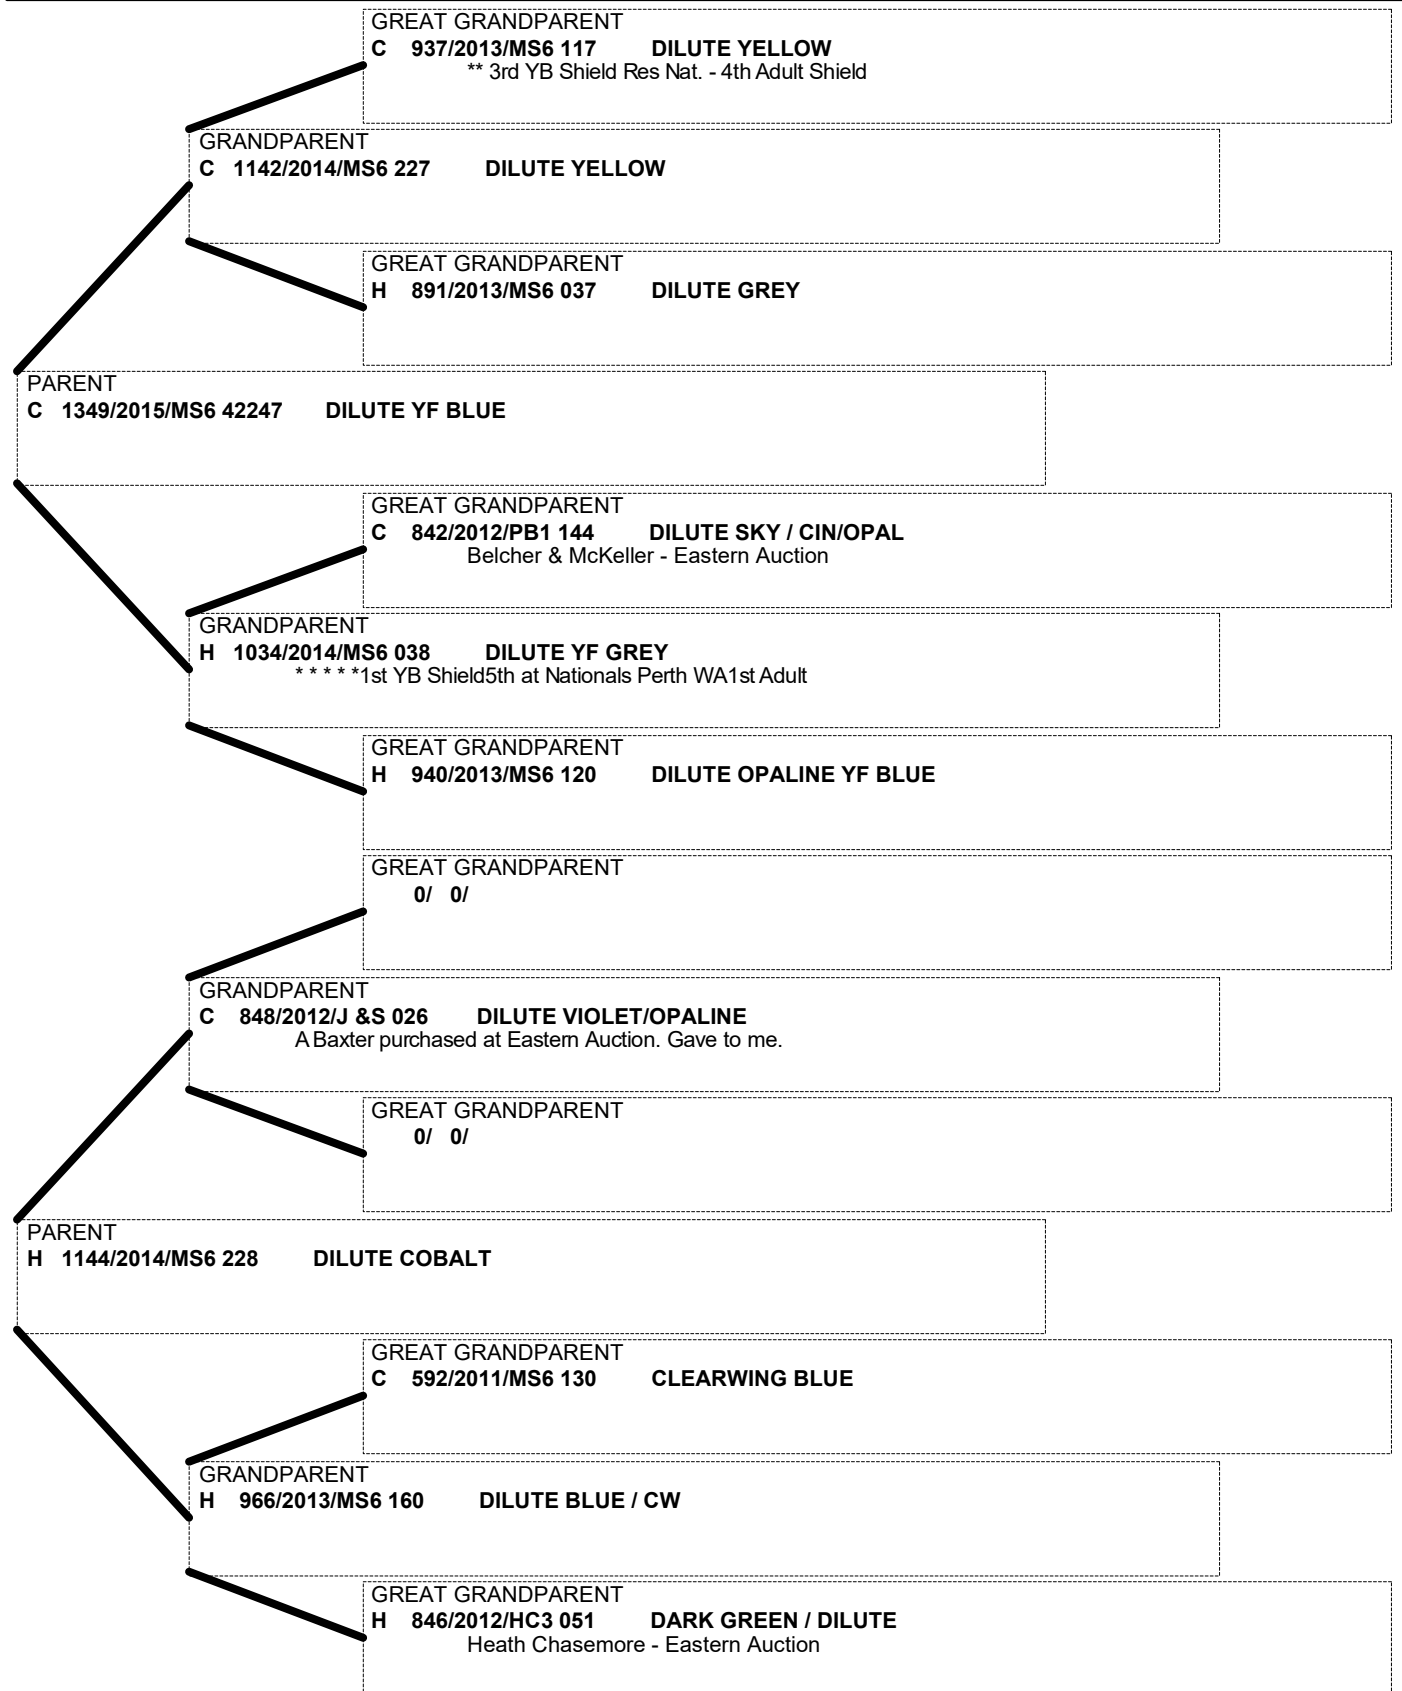 GREAT GRANDPARENT
C 937/2013/MS6 117 DILUTE YELLOW
** 3rd YB Shield Res Nat. - 4th Adult Shield
GRANDPARENT
C 1142/2014/MS6 227 DILUTE YELLOW
GREAT GRANDPARENT
H 891/2013/MS6 037 DILUTE GREY
PARENT
C 1349/2015/MS6 42247 DILUTE YF BLUE
GREAT GRANDPARENT
C 842/2012/PB1 144 DILUTE SKY / CIN/OPAL
Belcher & McKeller - Eastern Auction
GRANDPARENT
H 1034/2014/MS6 038 DILUTE YF GREY
* * * * *1st YB Shield5th at Nationals Perth WA1st Adult
GREAT GRANDPARENT
H 940/2013/MS6 120 DILUTE OPALINE YF BLUE
GREAT GRANDPARENT
0/ 0/
GRANDPARENT
C 848/2012/J &S 026 DILUTE VIOLET/OPALINE
A Baxter purchased at Eastern Auction. Gave to me.
GREAT GRANDPARENT
0/ 0/
PARENT
H 1144/2014/MS6 228 DILUTE COBALT
GREAT GRANDPARENT
C 592/2011/MS6 130 CLEARWING BLUE
GRANDPARENT
H 966/2013/MS6 160 DILUTE BLUE / CW
GREAT GRANDPARENT
H 846/2012/HC3 051 DARK GREEN / DILUTE
Heath Chasemore - Eastern Auction